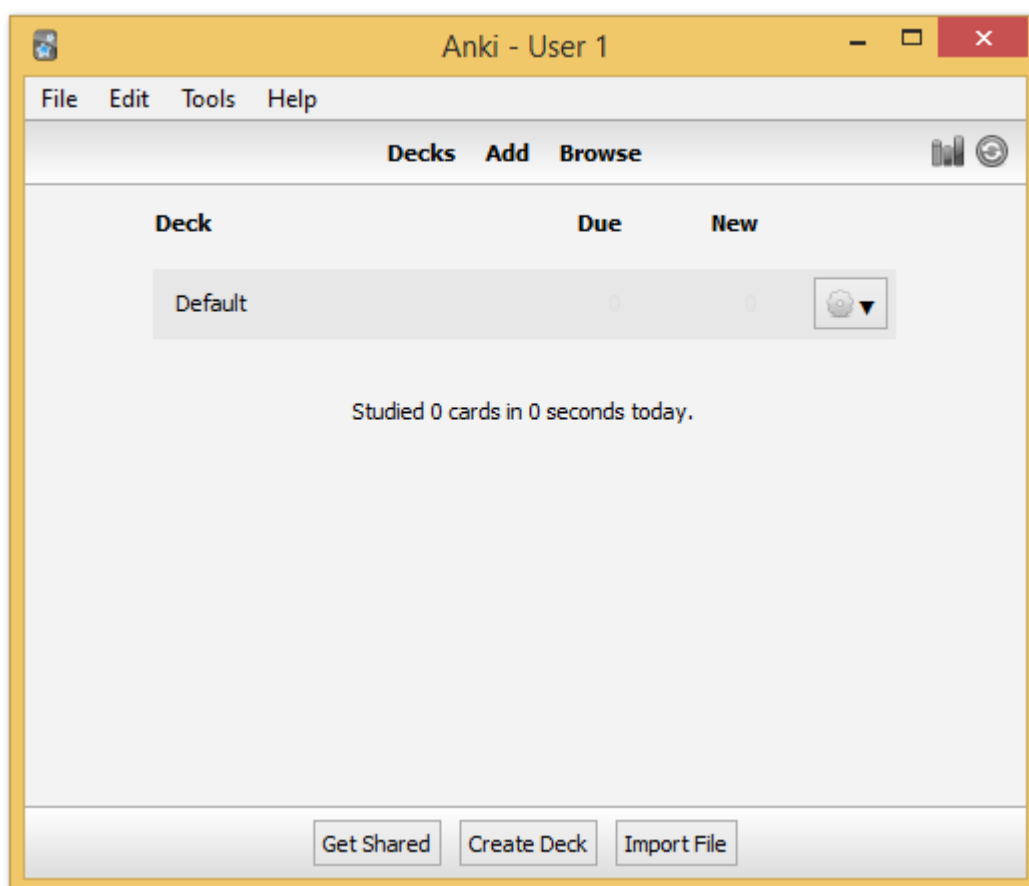 Anki - User 1
File Edit Tools Help
Decks Add Browse
Deck Due New
Default 0 0
Studied 0 cards in 0 seconds today.
Get Shared Create Deck Import File